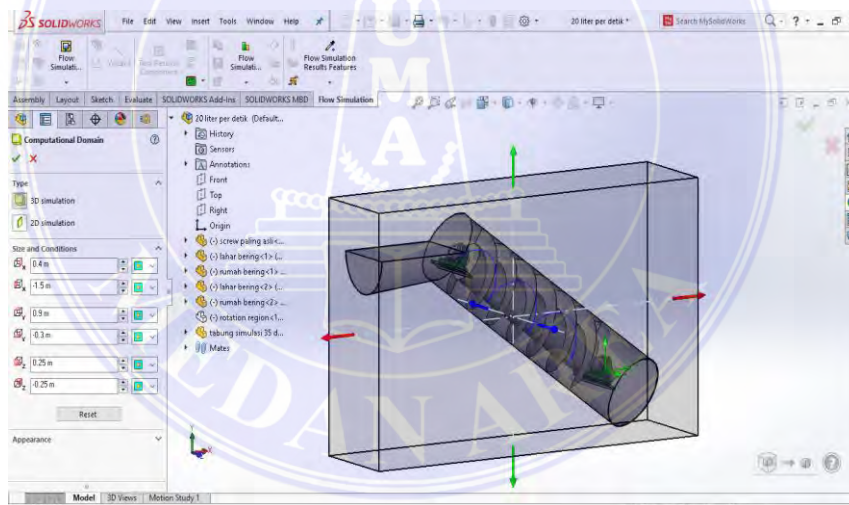 SOLIDWORKS File Edit View Insert Tools Window Help 20 liter per detik * Search MySolidWorks
Flow Simulati... Wizard Flow Simulati... Flow Simulation Results Features
Assembly Layout Sketch Evaluate SOLIDWORKS Add-Ins SOLIDWORKS MBD Flow Simulation
Computational Domain
Type
3D simulation
2D simulation
Size and Conditions
0.4 m
-1.5 m
0.9 m
-0.3 m
0.25 m
-0.25 m
Reset
Appearance
20 liter per detik (Default...
History
Sensors
Annotations
Front
Top
Right
Origin
(-) screw paling asli<...
(-) lahar bering<1> (...
(-) rumah bering<1> ...
(-) lahar bering<2> (...
(-) rumah bering<2> ...
(-) rotation region<1...
tabung simulasi 35 d...
Mates
UMA
MEDAN AREA
Model 3D Views Motion Study 1